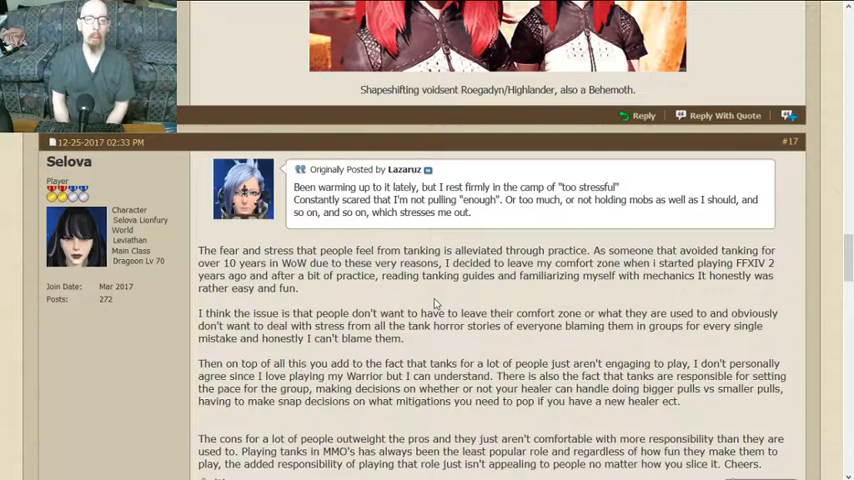 Shapeshifting voidsent Roegadyn/Highlander, also a Behemoth.
Reply
Reply With Quote
12-25-2017 02:33 PM
#17
Selova
Player
Character
Selova Lionfury
World
Leviathan
Main Class
Dragoon Lv 70
Join Date: Mar 2017
Posts: 272
Originally Posted by Lazaruz
Been warming up to it lately, but I rest firmly in the camp of "too stressful"
Constantly scared that I'm not pulling "enough". Or too much, or not holding mobs as well as I should, and
so on, and so on, which stresses me out.
The fear and stress that people feel from tanking is alleviated through practice. As someone that avoided tanking for
over 10 years in WoW due to these very reasons, I decided to leave my comfort zone when i started playing FFXIV 2
years ago and after a bit of practice, reading tanking guides and familiarizing myself with mechanics It honestly was
rather easy and fun.
I think the issue is that people don't want to have to leave their comfort zone or what they are used to and obviously
don't want to deal with stress from all the tank horror stories of everyone blaming them in groups for every single
mistake and honestly I can't blame them.
Then on top of all this you add to the fact that tanks for a lot of people just aren't engaging to play, I don't personally
agree since I love playing my Warrior but I can understand. There is also the fact that tanks are responsible for setting
the pace for the group, making decisions on whether or not your healer can handle doing bigger pulls vs smaller pulls,
having to make snap decisions on what mitigations you need to pop if you have a new healer ect.
The cons for a lot of people outweight the pros and they just aren't comfortable with more responsibility than they are
used to. Playing tanks in MMO's has always been the least popular role and regardless of how fun they make them to
play, the added responsibility of playing that role just isn't appealing to people no matter how you slice it. Cheers.